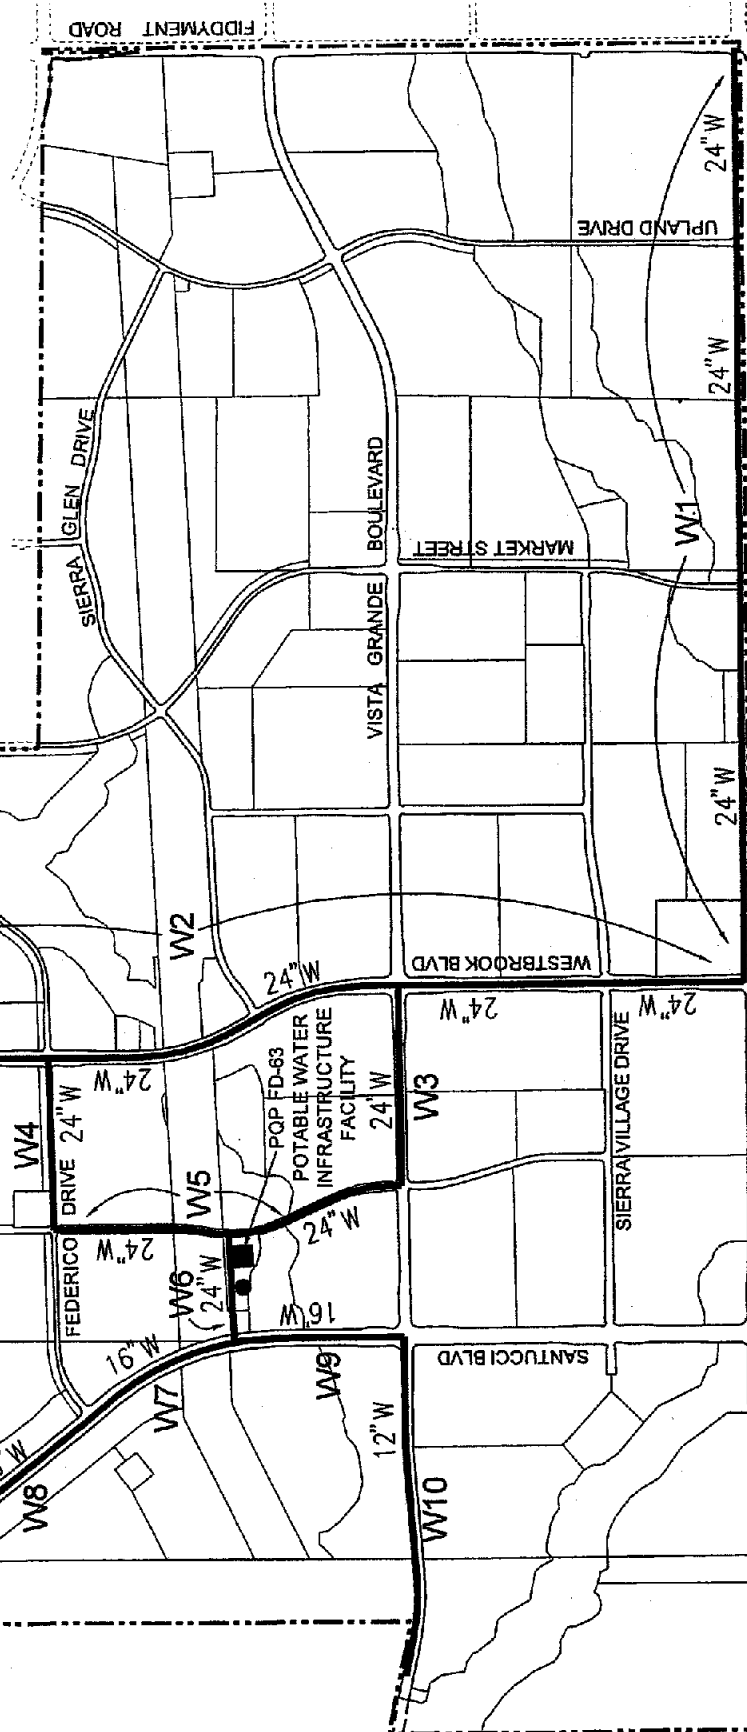 FIDDYMENT ROAD
24"W
UPLAND DRIVE
24"W
SIERRA GLEN DRIVE
BOULEVARD
MARKET STREET
W1
VISTA GRANDE
24"W
W2
24"W
WESTBROOK BLVD
24"W
24"W
24"W
W4
24"W
PQP FD-63
POTABLE WATER
INFRASTRUCTURE
FACILITY
24"W
W3
SIERRA VILLAGE DRIVE
W5
FEDERICO DRIVE
24"W
24"W
W6
24"W
16"W
16"W
W7
W9
SANTUCCI BLVD
12"W
W8
W10